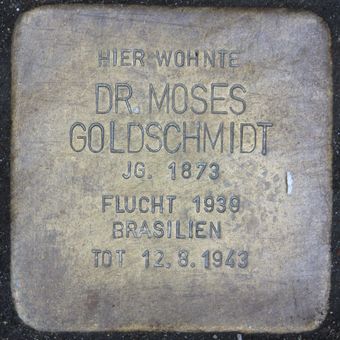 HIER WOHNTE
DR. MOSES
GOLDSCHMIDT
JG. 1873
FLUCHT 1939
BRASILIEN
TOT 12.8.1943